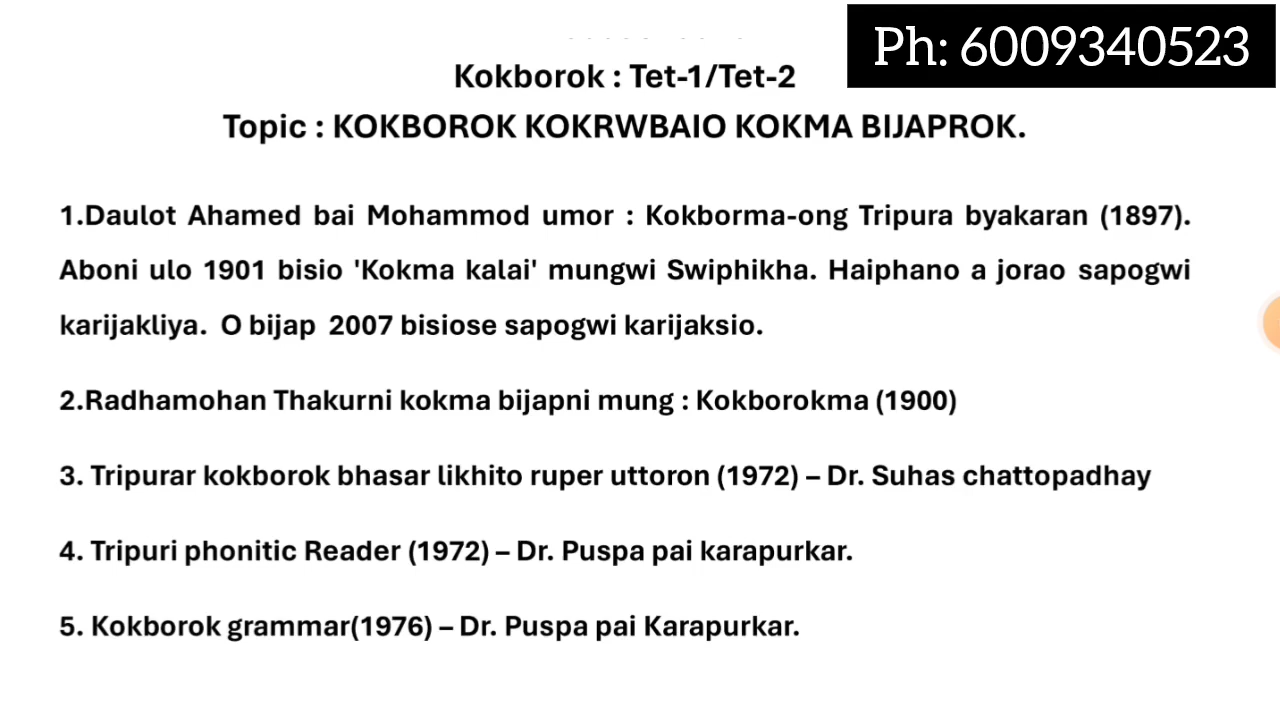 Ph: 6009340523
Kokborok : Tet-1/Tet-2
Topic : KOKBOROK KOKRWBAIO KOKMA BIJAPROK.
1.Daulot Ahamed bai Mohammod umor : Kokborma-ong Tripura byakaran (1897).
Aboni ulo 1901 bisio 'Kokma kalai' mungwi Swiphikha. Haiphano a jorao sapogwi
karijakliya. O bijap 2007 bisiose sapogwi karijaksio.
2.Radhamohan Thakurni kokma bijapni mung : Kokborokma (1900)
3. Tripurar kokborok bhasar likhito ruper uttoron (1972) – Dr. Suhas chattopadhay
4. Tripuri phonitic Reader (1972) – Dr. Puspa pai karapurkar.
5. Kokborok grammar(1976) – Dr. Puspa pai Karapurkar.